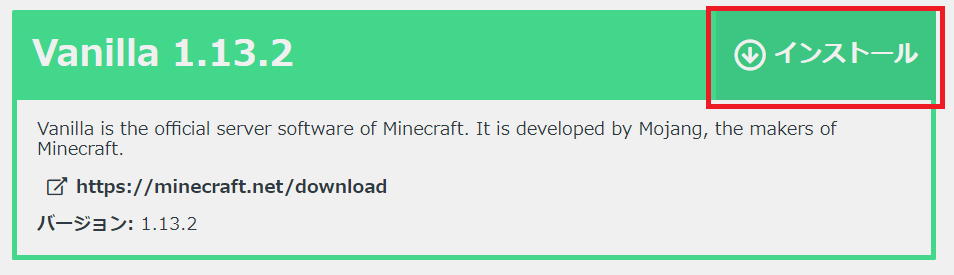 Vanilla 1.13.2
インストール
Vanilla is the official server software of Minecraft. It is developed by Mojang, the makers of
Minecraft.
https://minecraft.net/download
バージョン: 1.13.2